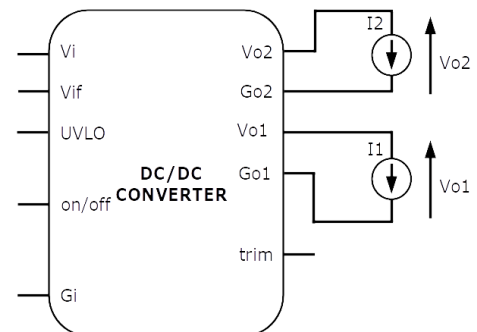 Vi
Vif
UVLO
on/off
Gi
DC/DC
CONVERTER
Vo2
Go2
Vo1
Go1
trim
I2
Vo2
I1
Vo1